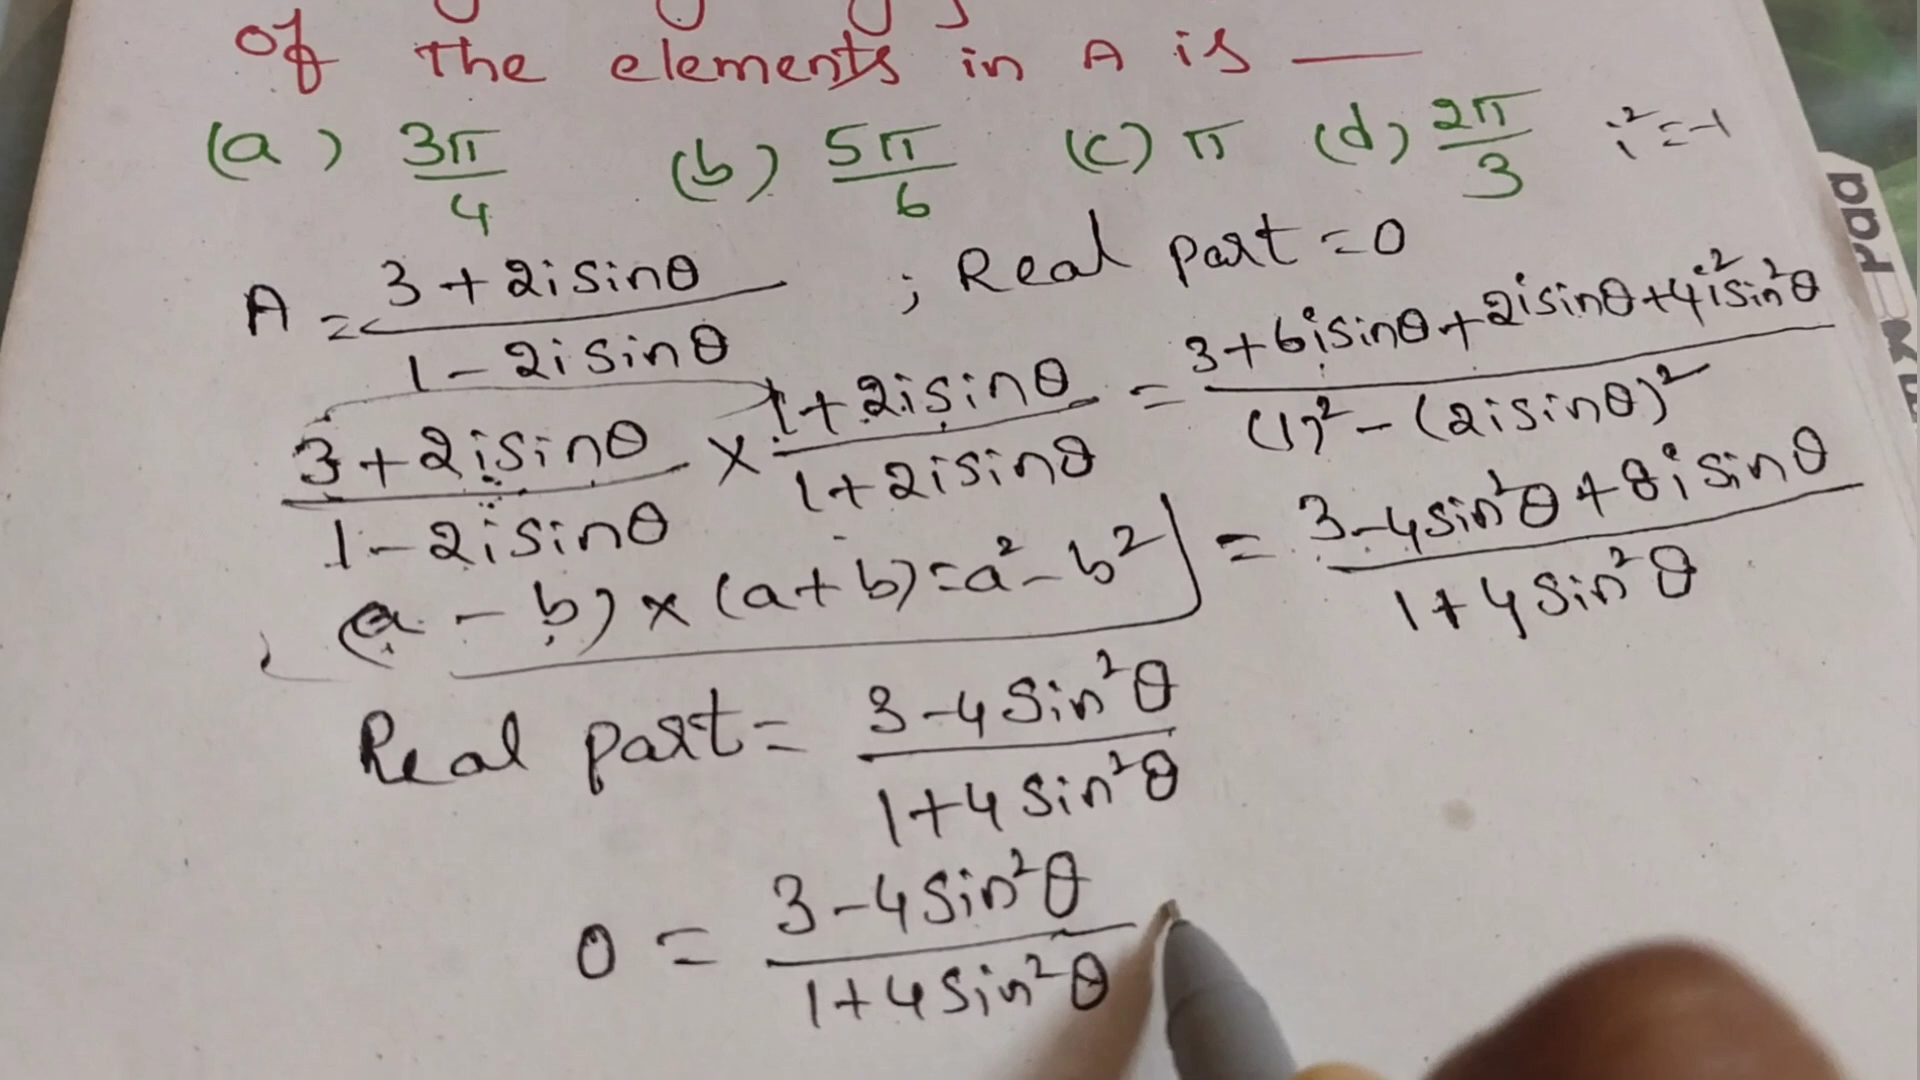 of the elements in A is ____
(a) 3π/4 (b) 5π/6 (c) π (d) 2π/3 i²=-1
A = (3+2i sinθ)/(1-2i sinθ) ; Real part = 0
(3+2i sinθ)/(1-2i sinθ) × (1+2i sinθ)/(1+2i sinθ) = (3+6i sinθ+2i sinθ+4i² sin²θ)/((1)²-(2i sinθ)²)
(a-b)×(a+b)=a²-b² = (3-4sin²θ+8i sinθ)/(1+4sin²θ)
Real part = (3-4sin²θ)/(1+4sin²θ)
0 = (3-4sin²θ)/(1+4sin²θ)
Pad